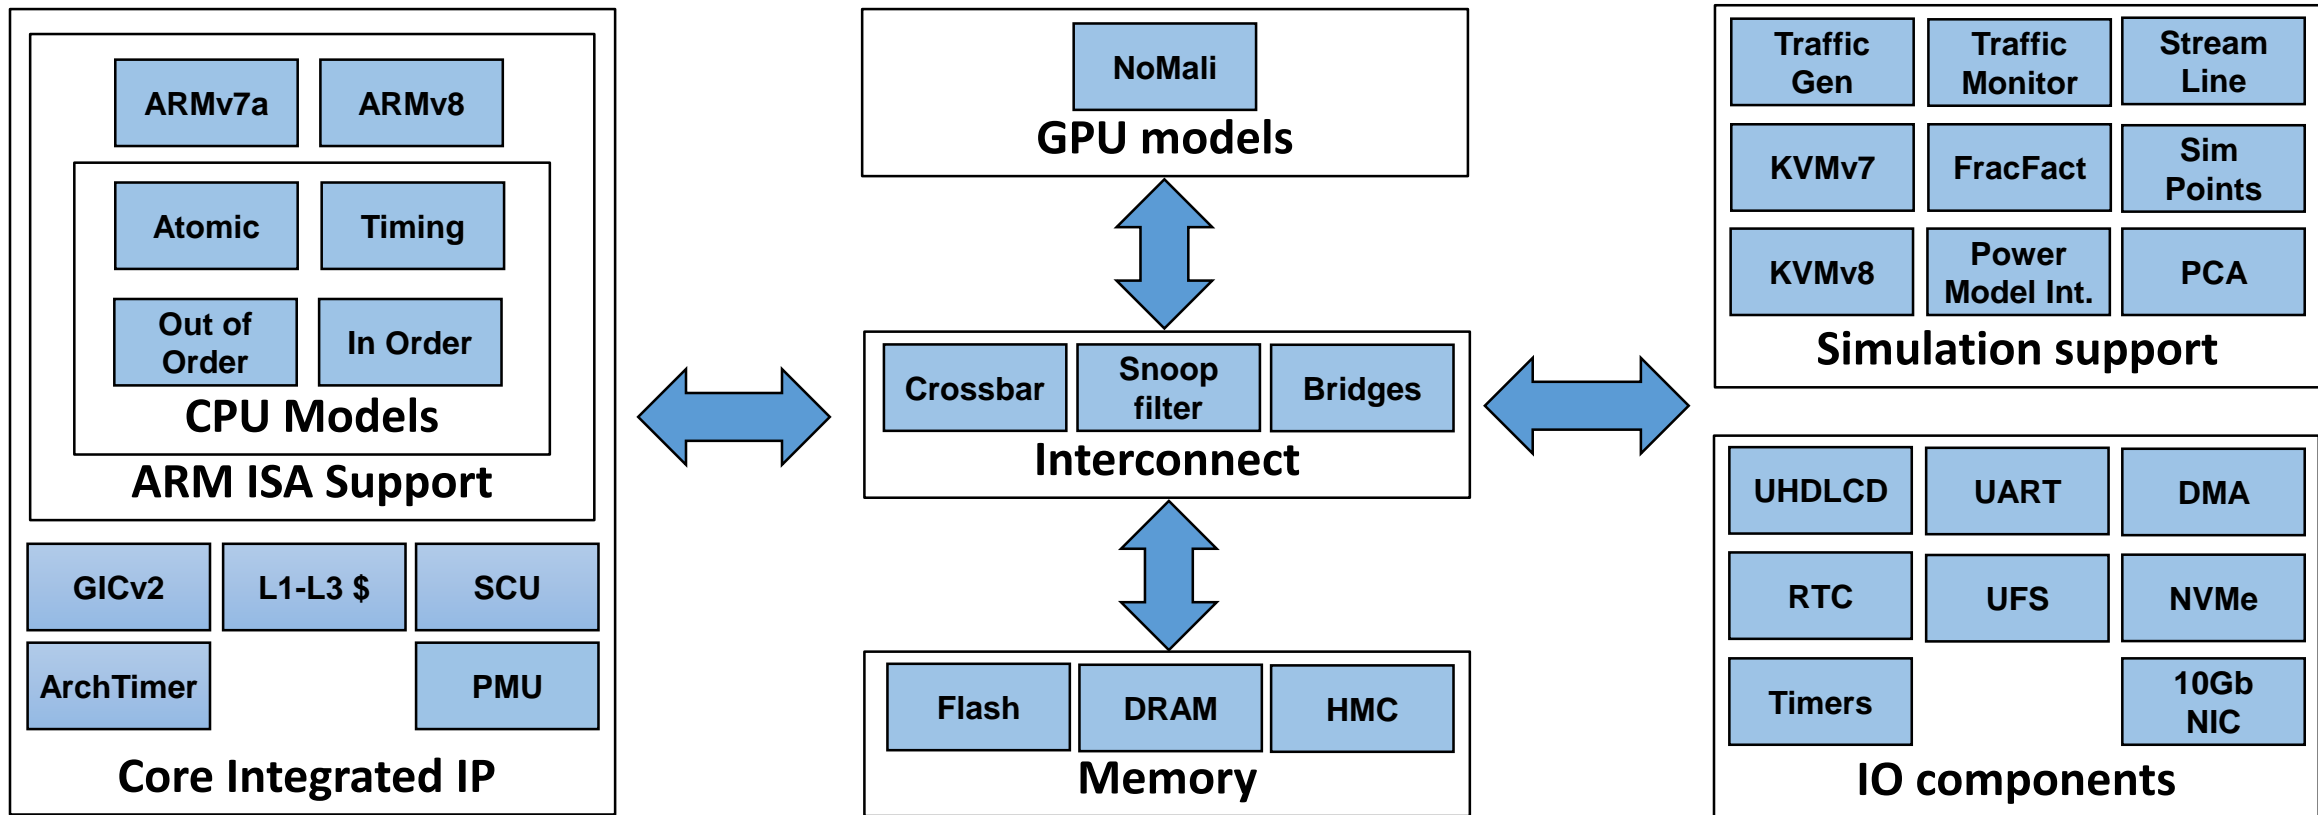 ARMv7a
ARMv8
Atomic
Timing
Out of
Order
In Order
CPU Models
ARM ISA Support
GICv2
L1-L3 $
SCU
ArchTimer
PMU
Core Integrated IP
NoMali
GPU models
Crossbar
Snoop
filter
Bridges
Interconnect
Flash
DRAM
HMC
Memory
Traffic
Gen
Traffic
Monitor
Stream
Line
KVMv7
FracFact
Sim
Points
KVMv8
Power
Model Int.
PCA
Simulation support
UHDLCD
UART
DMA
RTC
UFS
NVMe
Timers
10Gb
NIC
IO components